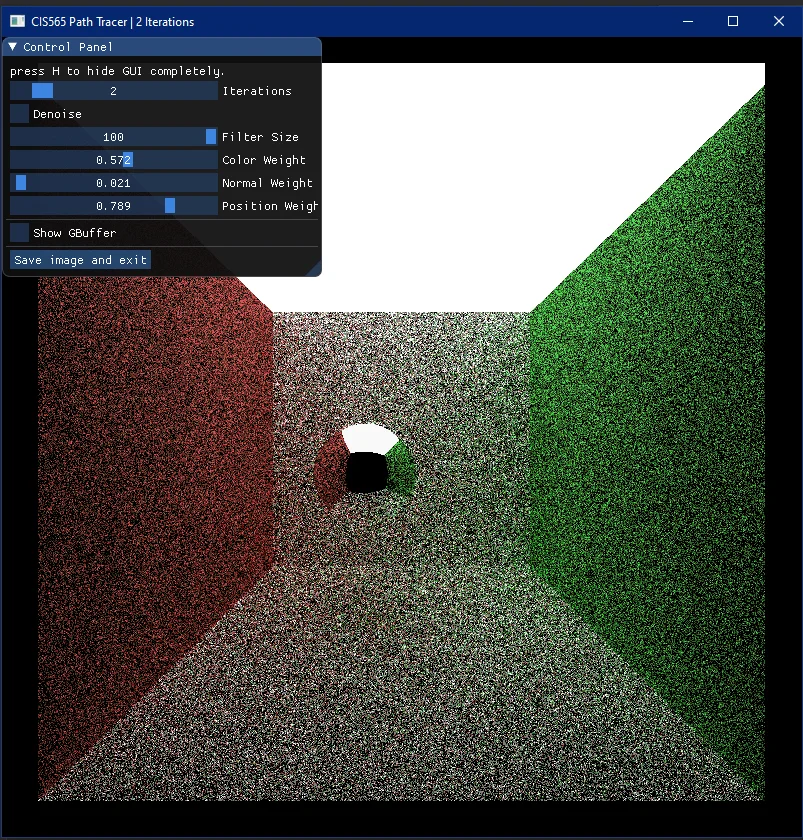 CIS565 Path Tracer | 2 Iterations
Control Panel
press H to hide GUI completely.
2 Iterations
Denoise
100 Filter Size
0.572 Color Weight
0.021 Normal Weight
0.789 Position Weigh
Show GBuffer
Save image and exit